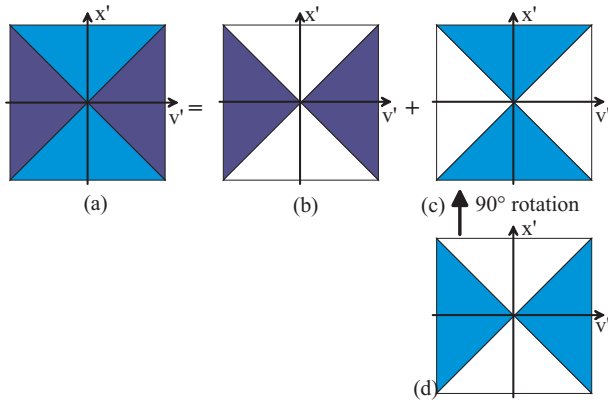 x' x' x'
v' = v' + v'
(a) (b) (c) 90° rotation
x'
v'
(d)